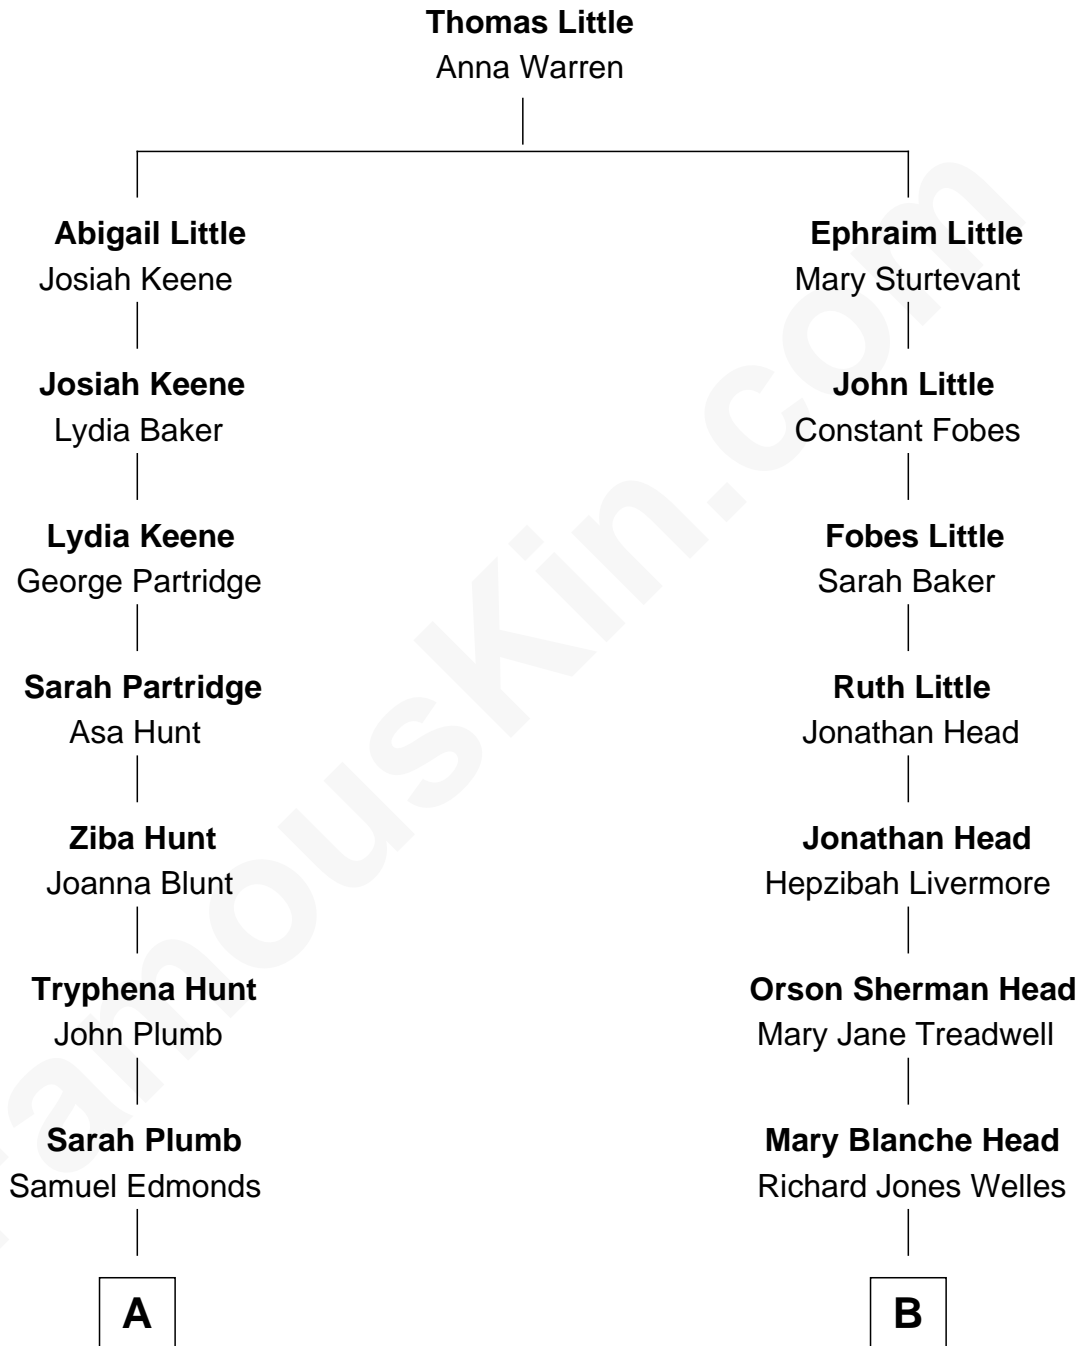 Thomas Little
Anna Warren
Abigail Little
Josiah Keene
Ephraim Little
Mary Sturtevant
Josiah Keene
Lydia Baker
John Little
Constant Fobes
Lydia Keene
George Partridge
Fobes Little
Sarah Baker
Sarah Partridge
Asa Hunt
Ruth Little
Jonathan Head
Ziba Hunt
Joanna Blunt
Jonathan Head
Hepzibah Livermore
Tryphena Hunt
John Plumb
Orson Sherman Head
Mary Jane Treadwell
Sarah Plumb
Samuel Edmonds
Mary Blanche Head
Richard Jones Welles
A
B
FamousKin.com